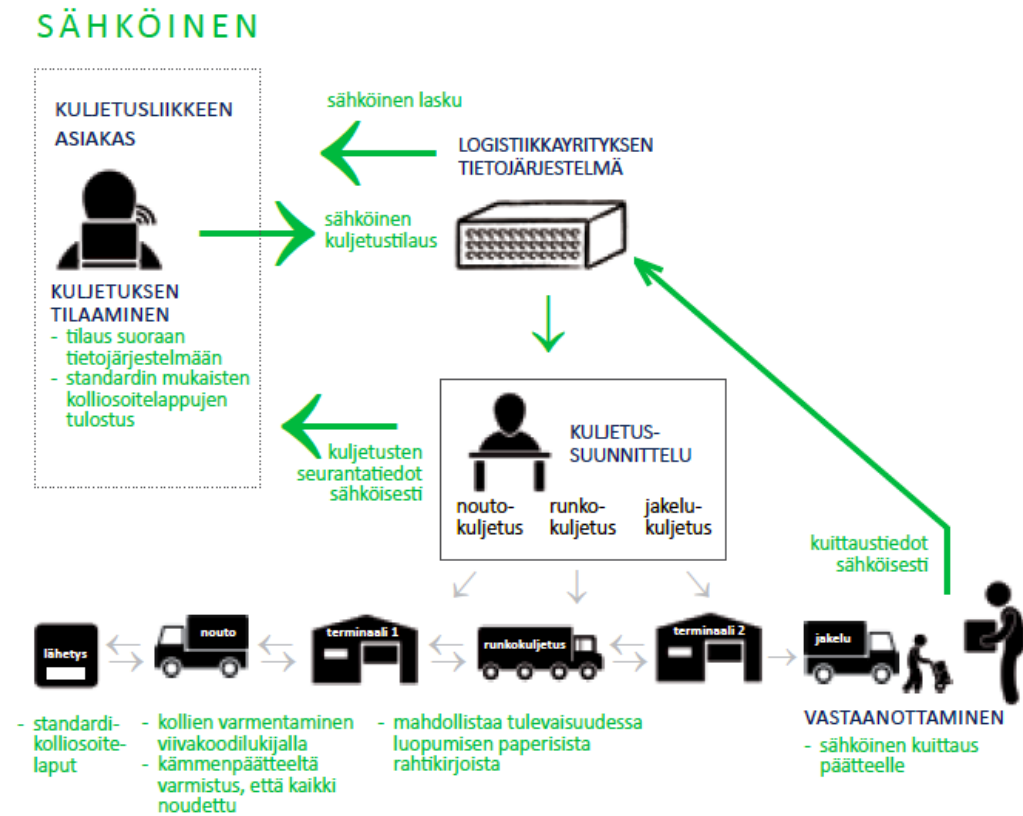 SÄHKÖINEN
KULJETUSLIIKKEEN
ASIAKAS
KULJETUKSEN
TILAAMINEN
- tilaus suoraan
tietojärjestelmään
- standardin mukaisten
kolliosoitelappujen
tulostus
sähköinen lasku
sähköinen
kuljetustilaus
LOGISTIIKKAYRITYKSEN
TIETOJÄRJESTELMÄ
kuljetusten
seurantatiedot
sähköisesti
KULJETUS-
SUUNNITTELU
nouto-
kuljetus
runko-
kuljetus
jakelu-
kuljetus
kuittaustiedot
sähköisesti
lähetys
nouto
terminaali 1
runkokuljetus
terminaali 2
jakelu
- standardi-
kolliosoite-
laput
- kollien varmentaminen
viivakoodilukijalla
- kämmenpäätteeltä
varmistus, että kaikki
noudettu
- mahdollistaa tulevaisuudessa
luopumisen paperisista
rahtikirjoista
VASTAANOTTAMINEN
- sähköinen kuittaus
päätteelle